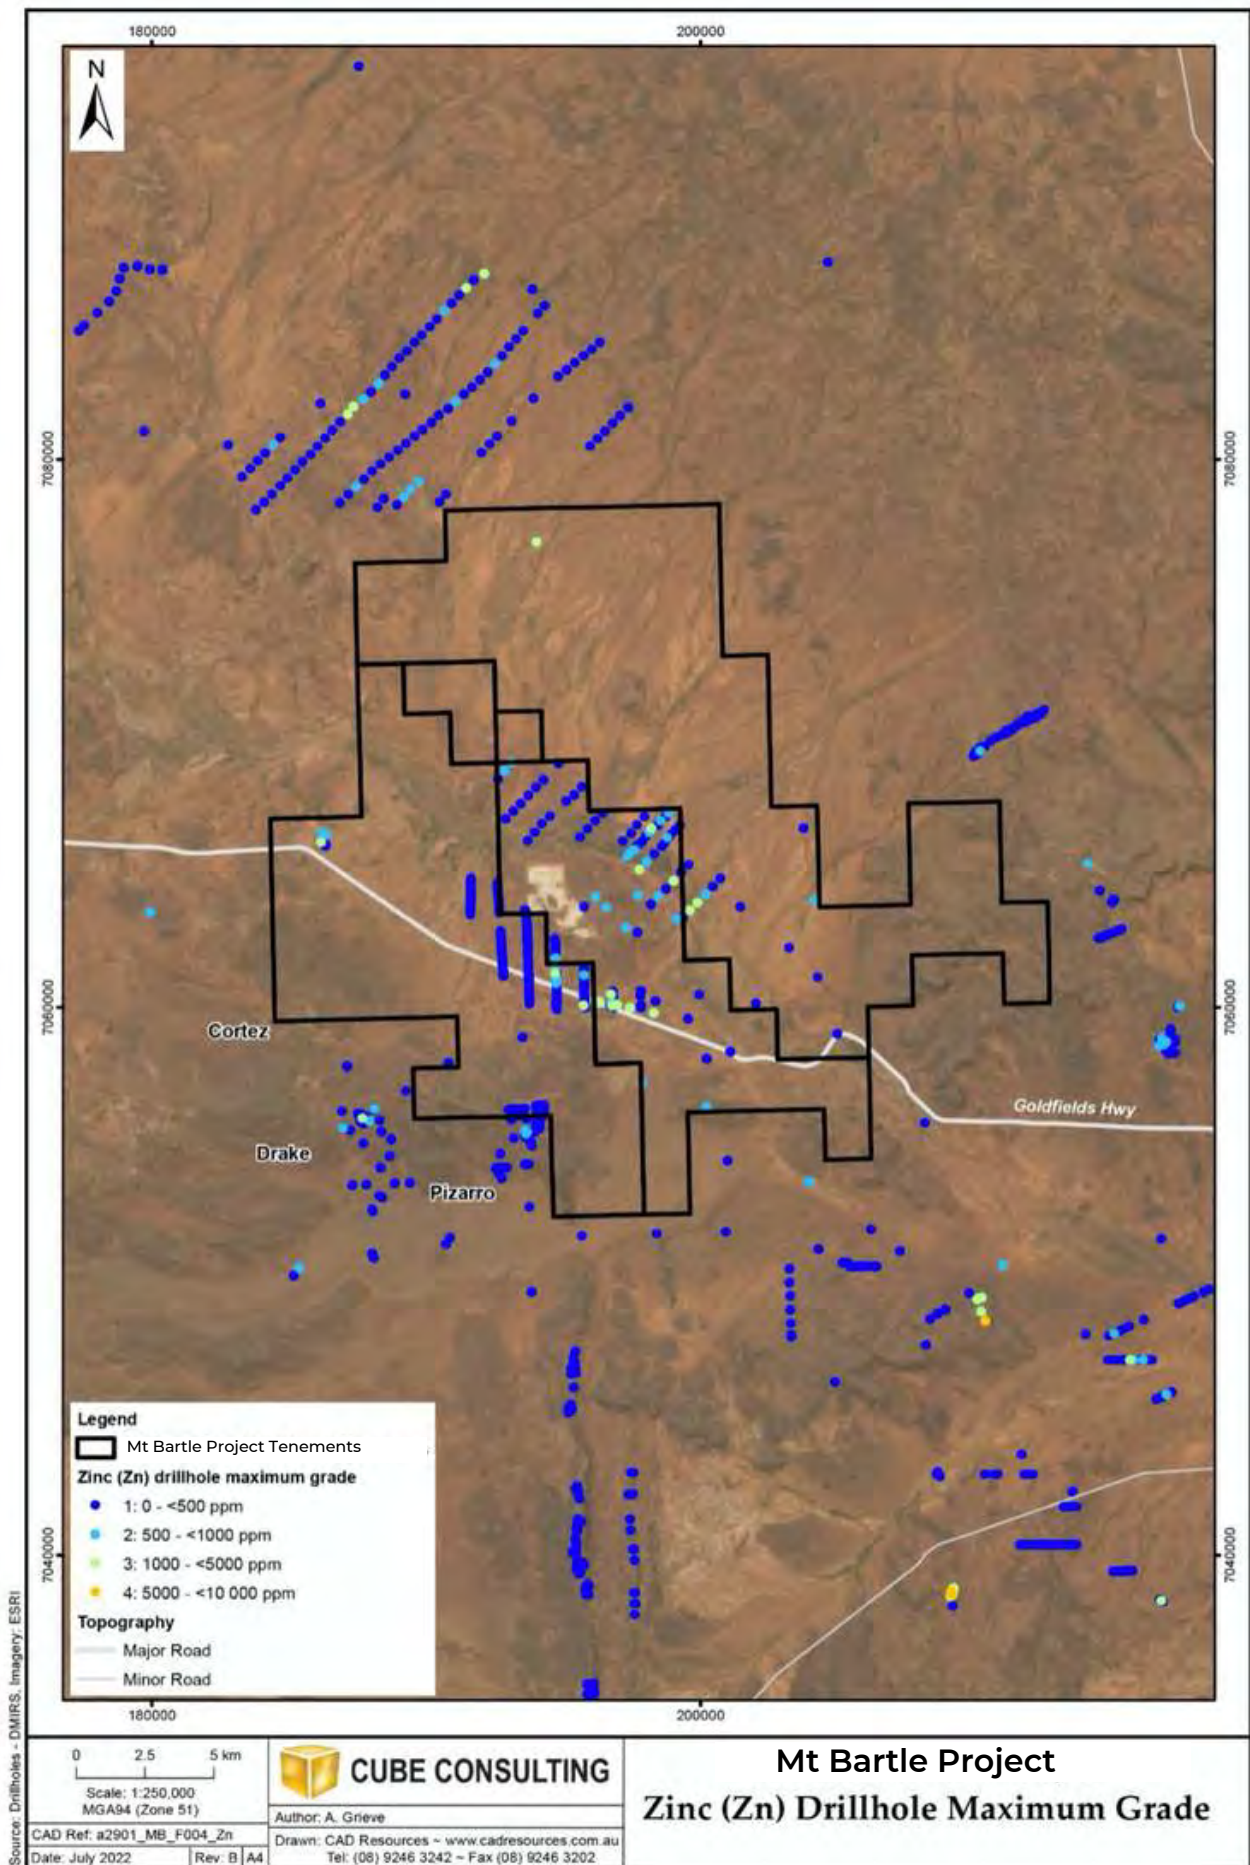 180000
200000
N
7080000
7080000
7060000
7060000
Cortez
Goldfields Hwy
Drake
Pizarro
Legend
Mt Bartle Project Tenements
Zinc (Zn) drillhole maximum grade
1: 0 - <500 ppm
2: 500 - <1000 ppm
3: 1000 - <5000 ppm
4: 5000 - <10 000 ppm
Topography
Major Road
Minor Road
7040000
7040000
180000
200000
Source: Drillholes - DMIRS, Imagery: ESRI
0 2.5 5 km
Scale: 1:250,000
MGA94 (Zone 51)
CAD Ref: a2901_MB_F004_Zn
Date: July 2022 Rev: B A4
CUBE CONSULTING
Author: A. Grieve
Drawn: CAD Resources ~ www.cadresources.com.au
Tel: (08) 9246 3242 ~ Fax (08) 9246 3202
Mt Bartle Project
Zinc (Zn) Drillhole Maximum Grade